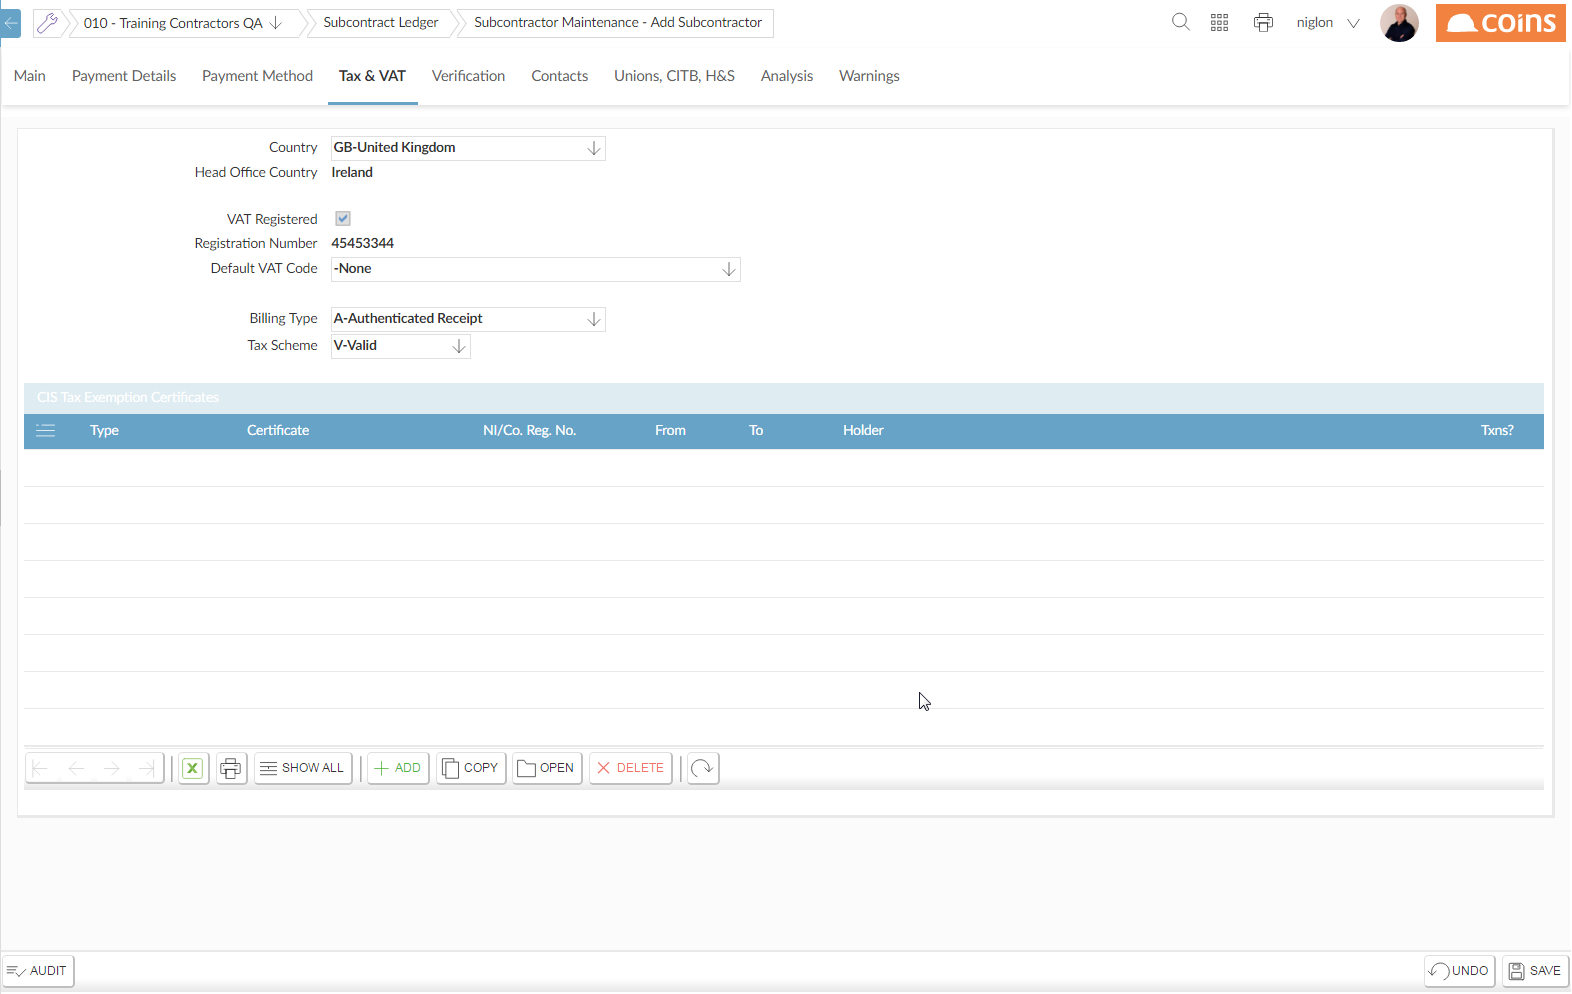 010 - Training Contractors QA
Subcontract Ledger
Subcontractor Maintenance - Add Subcontractor
niglon
coins
Main
Payment Details
Payment Method
Tax & VAT
Verification
Contacts
Unions, CITB, H&S
Analysis
Warnings
Country GB-United Kingdom
Head Office Country Ireland
VAT Registered
Registration Number 45453344
Default VAT Code -None
Billing Type A-Authenticated Receipt
Tax Scheme V-Valid
CIS Tax Exemption Certificates
Type Certificate NI/Co. Reg. No. From To Holder Txns?
SHOW ALL ADD COPY OPEN DELETE
AUDIT UNDO SAVE